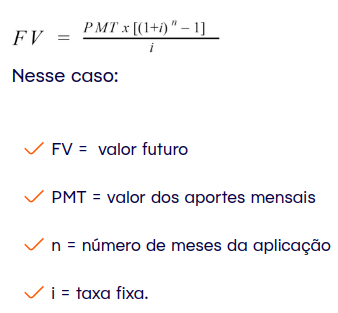 FV = PMT x [(1+i)^n – 1] / i
Nesse caso:
FV = valor futuro
PMT = valor dos aportes mensais
n = número de meses da aplicação
i = taxa fixa.